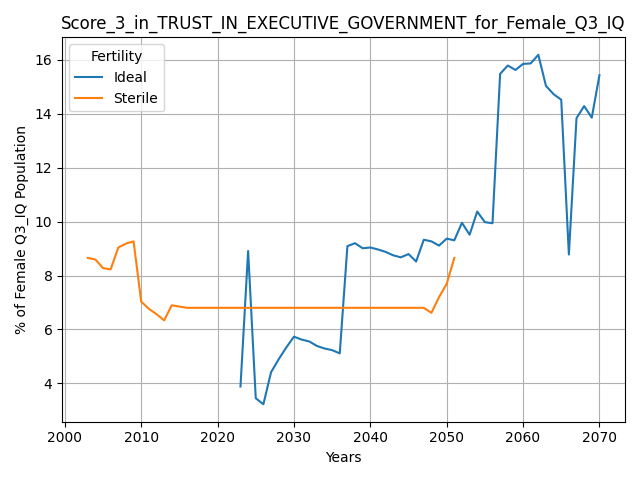 Score_3_in_TRUST_IN_EXECUTIVE_GOVERNMENT_for_Female_Q3_IQ
Fertility
Ideal
Sterile
% of Female Q3_IQ Population
16
14
12
10
8
6
4
2000 2010 2020 2030 2040 2050 2060 2070
Years